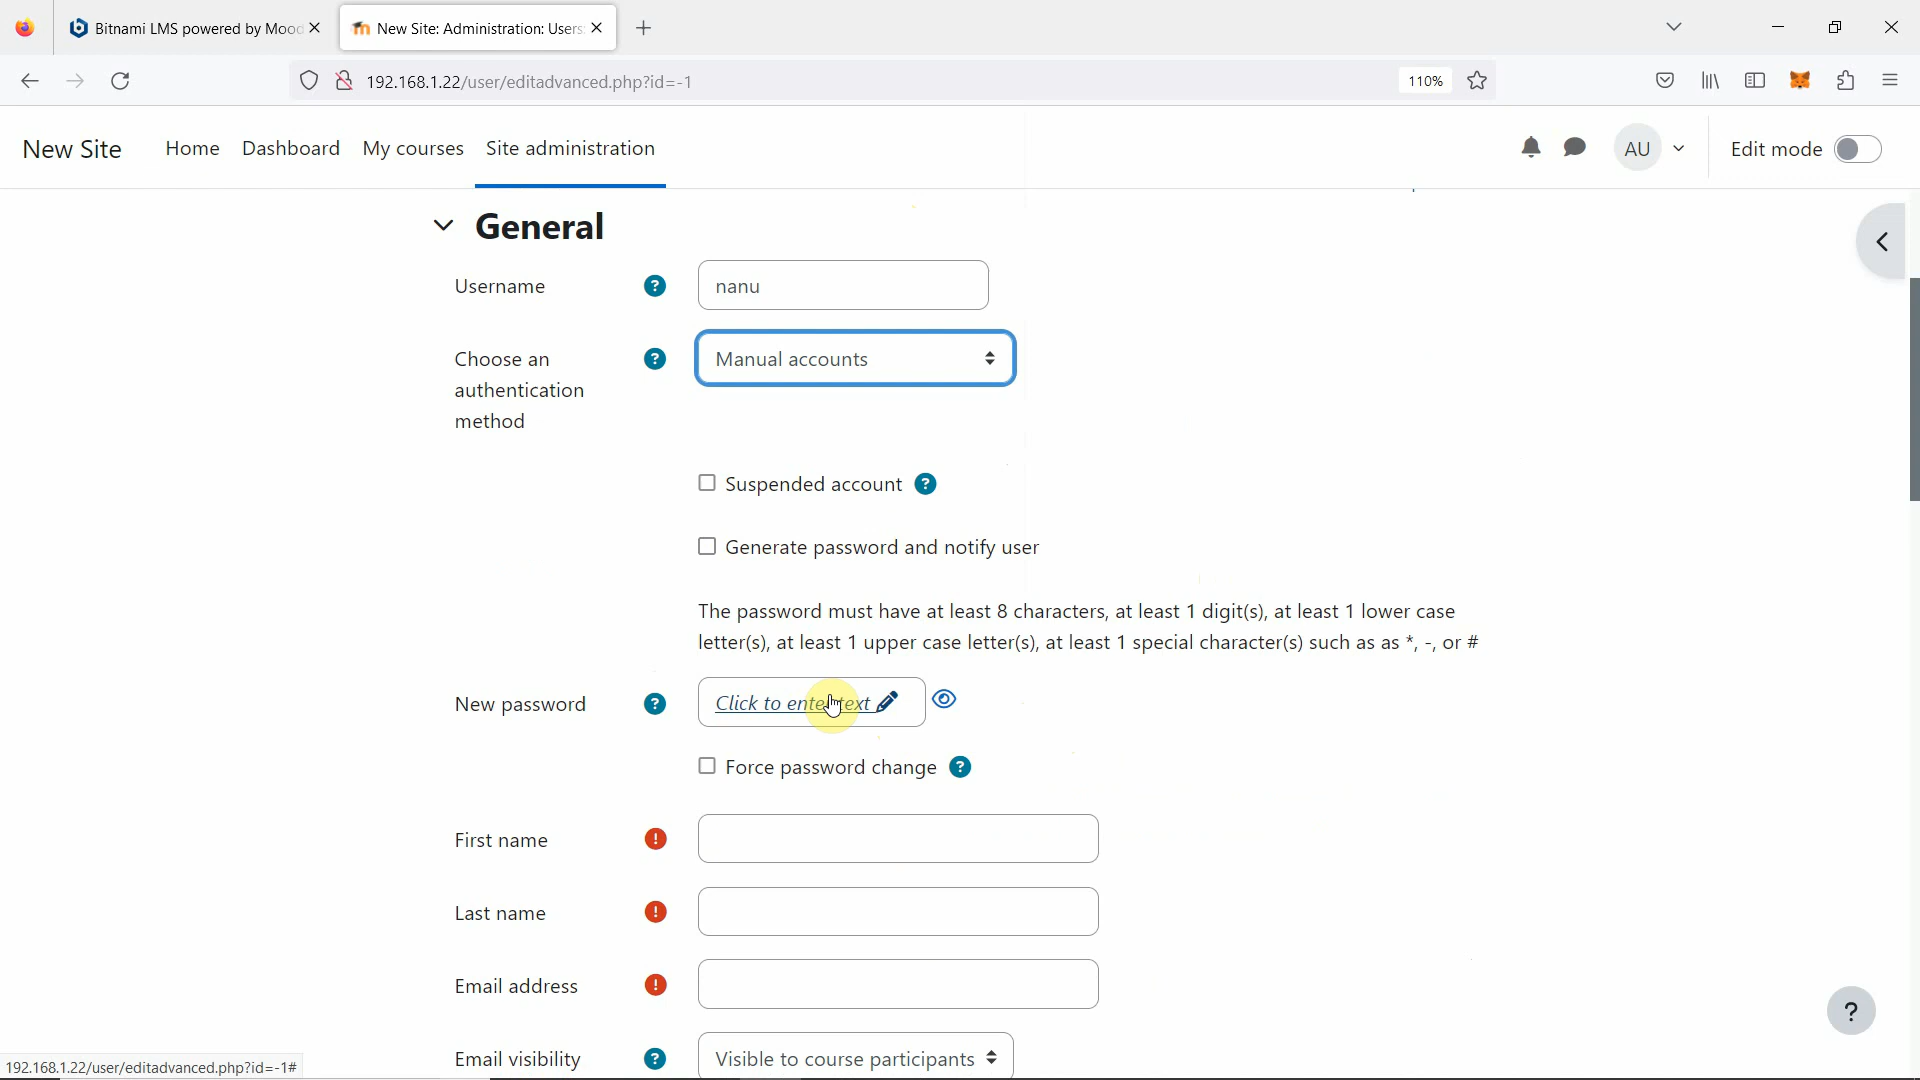 Bitnami LMS powered by Mood
New Site: Administration: Users:
192.168.1.22/user/editadvanced.php?id=-1
110%
New Site
Home
Dashboard
My courses
Site administration
AU
Edit mode
General
Username
nanu
Choose an
authentication
method
Manual accounts
Suspended account
Generate password and notify user
The password must have at least 8 characters, at least 1 digit(s), at least 1 lower case
letter(s), at least 1 upper case letter(s), at least 1 special character(s) such as as *, -, or #
New password
Click to enter text
Force password change
First name
Last name
Email address
Email visibility
Visible to course participants
192.168.1.22/user/editadvanced.php?id=-1#